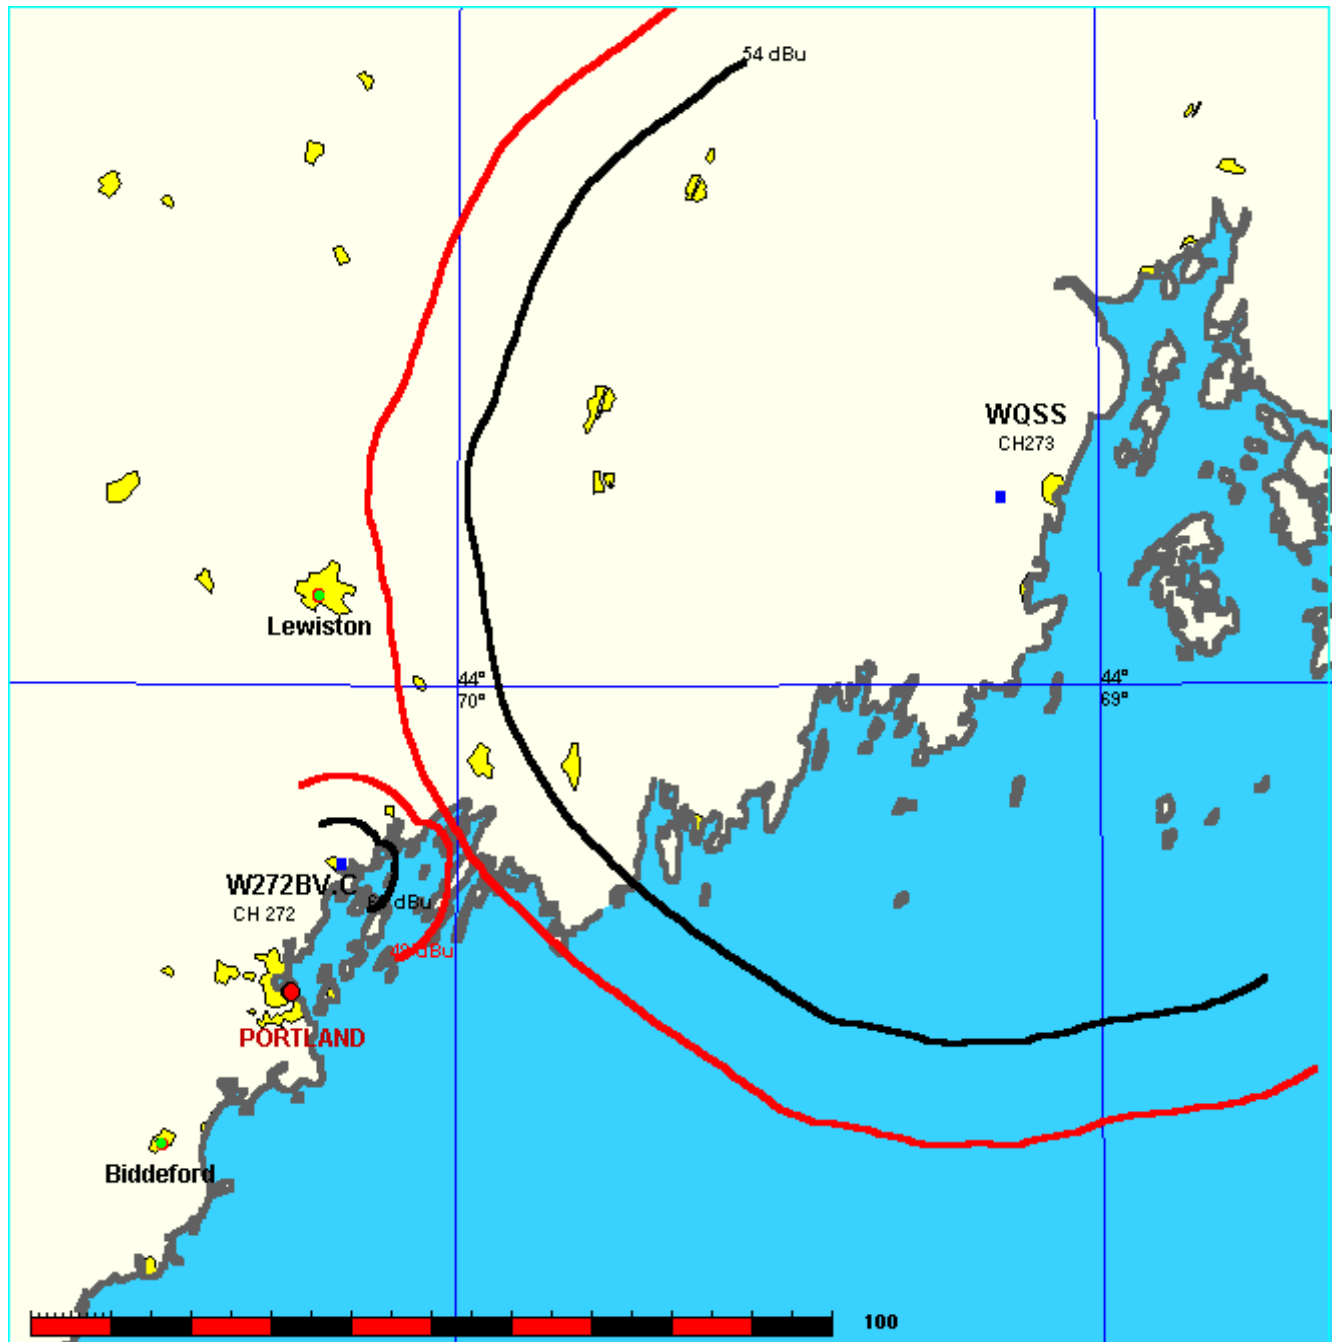 54 dBu
WQSS
CH273
Lewiston
44°
70°
44°
69°
W272BV.C
dBu
CH 272
dBu
PORTLAND
Biddeford
100